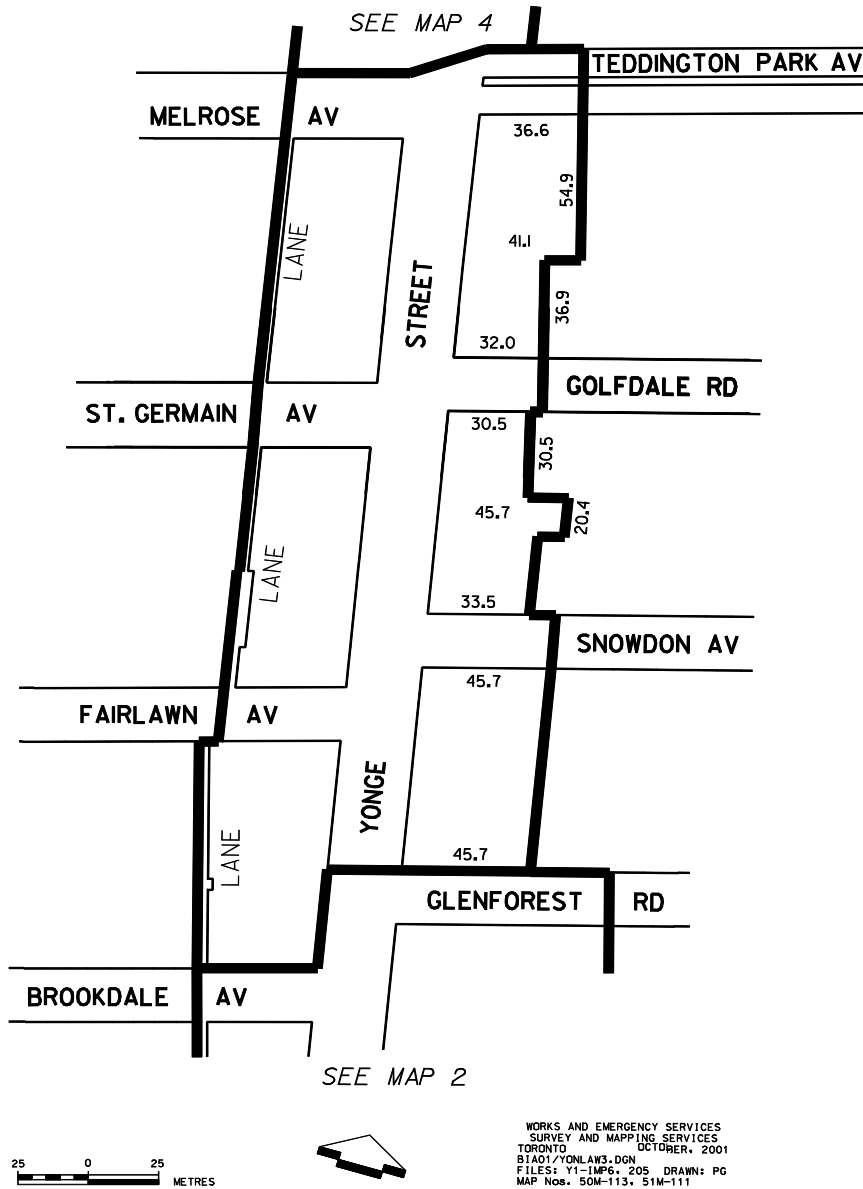 SEE MAP 4
TEDDINGTON PARK AV
MELROSE AV
36.6
54.9
LANE
41.1
STREET
36.9
32.0
GOLFDALE RD
ST. GERMAIN AV
30.5
30.5
45.7
20.4
LANE
33.5
SNOWDON AV
45.7
FAIRLAWN AV
YONGE
LANE
45.7
GLENFOREST RD
BROOKDALE AV
SEE MAP 2
25 0 25
METRES
WORKS AND EMERGENCY SERVICES
SURVEY AND MAPPING SERVICES
TORONTO 2001
BIA01/YONLAW3.DGN
FILES: Y1-IMP6, 205 DRAWN: PG
MAP Nos. 50M-113, 51M-111